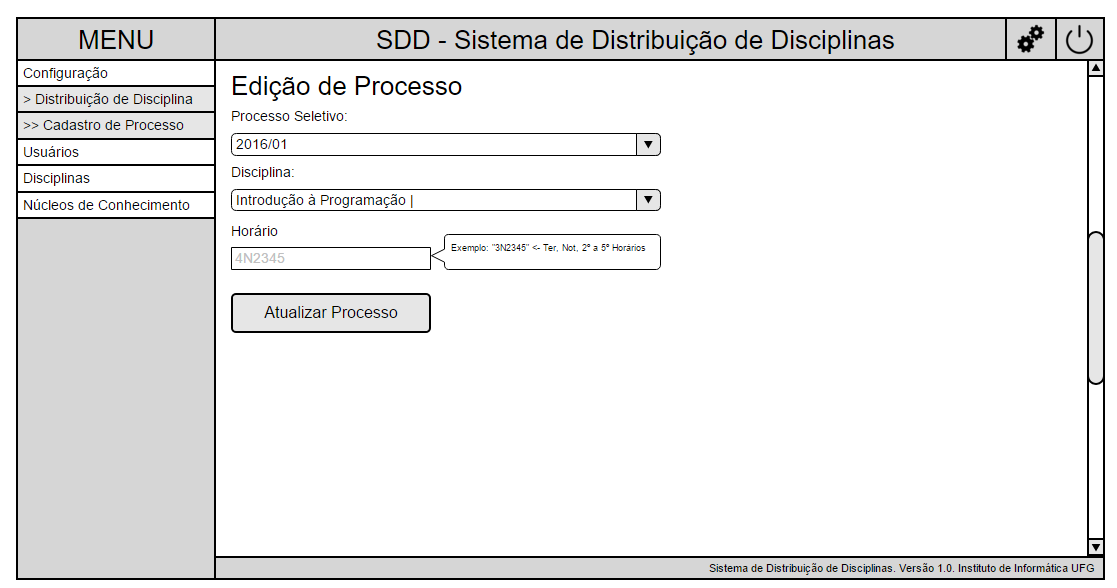 MENU
SDD - Sistema de Distribuição de Disciplinas
Configuração
> Distribuição de Disciplina
>> Cadastro de Processo
Usuários
Disciplinas
Núcleos de Conhecimento
Edição de Processo
Processo Seletivo:
2016/01
Disciplina:
Introdução à Programação |
Horário
4N2345
Exemplo: "3N2345" <- Ter, Not, 2º a 5º Horários
Atualizar Processo
Sistema de Distribuição de Disciplinas. Versão 1.0. Instituto de Informática UFG